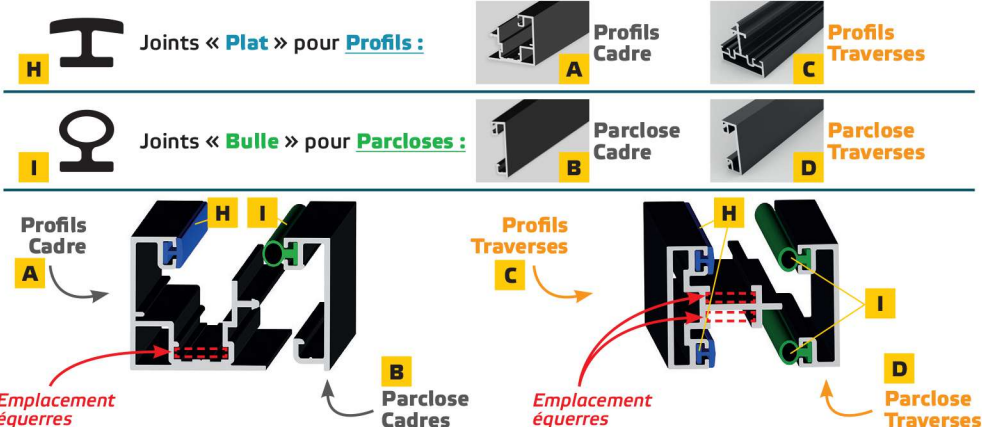 H
Joints « Plat » pour Profils :
A
Profils
Cadre
C
Profils
Traverses
I
Joints « Bulle » pour Parcloses :
B
Parclose
Cadre
D
Parclose
Traverses
Profils
Cadre
A
H
I
Emplacement
équerres
B
Parclose
Cadres
Profils
Traverses
C
H
I
Emplacement
équerres
D
Parclose
Traverses